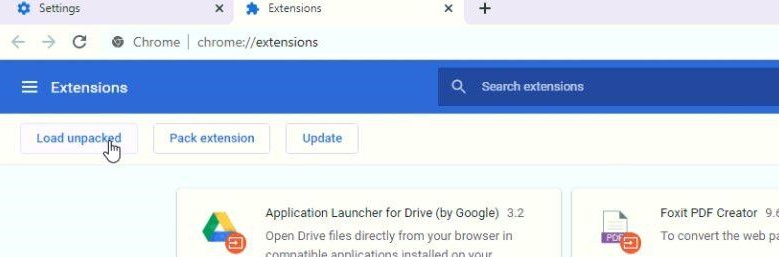 Settings
Extensions
Chrome | chrome://extensions
Extensions
Search extensions
Load unpacked
Pack extension
Update
Application Launcher for Drive (by Google) 3.2
Open Drive files directly from your browser in
compatible applications installed on your
PDF
Foxit PDF Creator 9.6
To convert the web pa